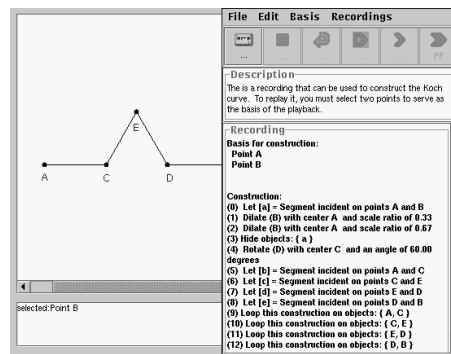 File Edit Basis Recordings
... ... ... ... ... FF
Description
The is a recording that can be used to construct the Koch
curve. To replay it, you must select two points to serve as
the basis of the playback.
Recording
Basis for construction:
Point A
Point B
Construction:
(0) Let [a] = Segment incident on points A and B
(1) Dilate (B) with center A and scale ratio of 0.33
(2) Dilate (B) with center A and scale ratio of 0.67
(3) Hide objects: { a }
(4) Rotate (D) with center C and an angle of 60.00
degrees
(5) Let [b] = Segment incident on points A and C
(6) Let [c] = Segment incident on points C and E
(7) Let [d] = Segment incident on points E and D
(8) Let [e] = Segment incident on points D and B
(9) Loop this construction on objects: { A, C }
(10) Loop this construction on objects: { C, E }
(11) Loop this construction on objects: { E, D }
(12) Loop this construction on objects: { D, B }
E
A C D
selected:Point B